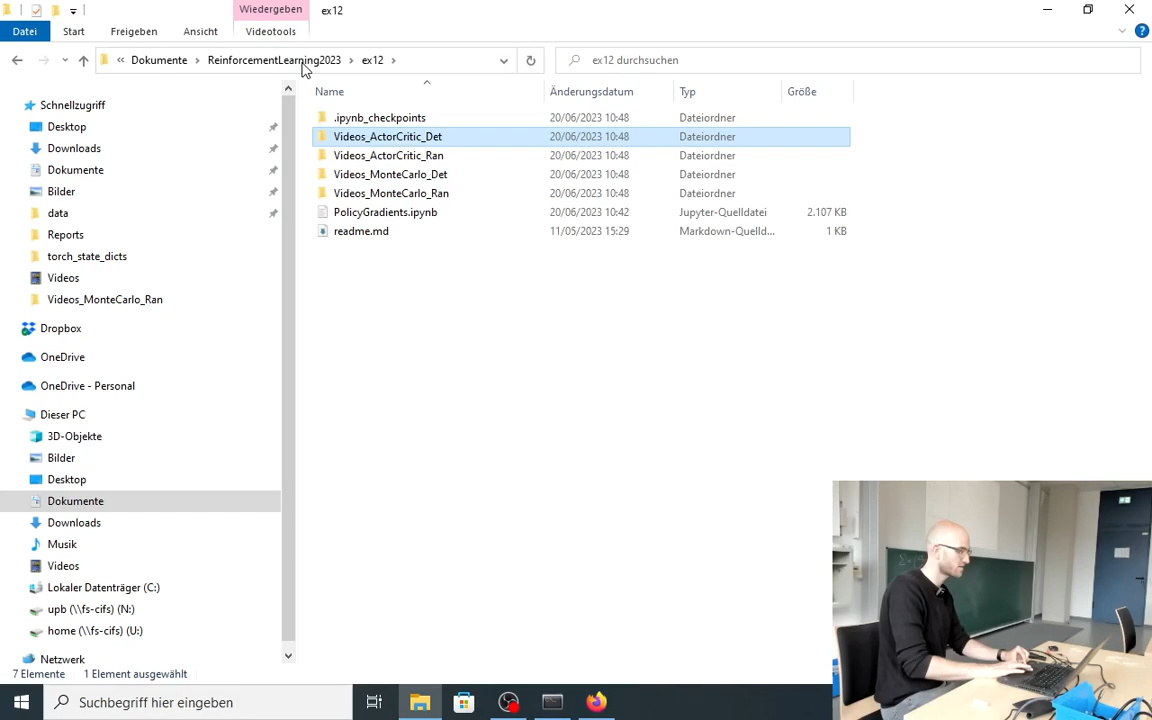 Wiedergeben
ex12
Datei
Start
Freigeben
Ansicht
Videotools
« Dokumente › ReinforcementLearning2023 › ex12 ›
ex12 durchsuchen
Name
Änderungsdatum
Typ
Größe
.ipynb_checkpoints 20/06/2023 10:48 Dateiordner
Videos_ActorCritic_Det 20/06/2023 10:48 Dateiordner
Videos_ActorCritic_Ran 20/06/2023 10:48 Dateiordner
Videos_MonteCarlo_Det 20/06/2023 10:48 Dateiordner
Videos_MonteCarlo_Ran 20/06/2023 10:48 Dateiordner
PolicyGradients.ipynb 20/06/2023 10:42 Jupyter-Quelldatei 2.107 KB
readme.md 11/05/2023 15:29 Markdown-Quelld... 1 KB
Schnellzugriff
Desktop
Downloads
Dokumente
Bilder
data
Reports
torch_state_dicts
Videos
Videos_MonteCarlo_Ran
Dropbox
OneDrive
OneDrive - Personal
Dieser PC
3D-Objekte
Bilder
Desktop
Dokumente
Downloads
Musik
Videos
Lokaler Datenträger (C:)
upb (\\fs-cifs) (N:)
home (\\fs-cifs) (U:)
Netzwerk
7 Elemente
1 Element ausgewählt
Suchbegriff hier eingeben